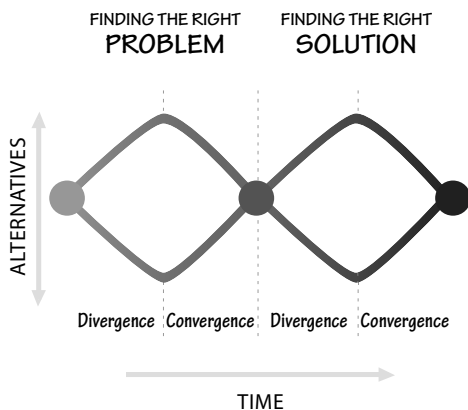 FINDING THE RIGHT
PROBLEM
FINDING THE RIGHT
SOLUTION
ALTERNATIVES
Divergence
Convergence
Divergence
Convergence
TIME